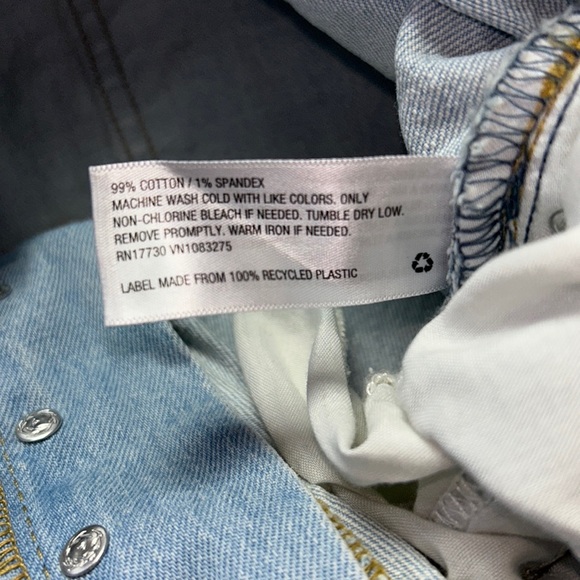 99% COTTON / 1% SPANDEX
MACHINE WASH COLD WITH LIKE COLORS. ONLY
NON-CHLORINE BLEACH IF NEEDED. TUMBLE DRY LOW.
REMOVE PROMPTLY. WARM IRON IF NEEDED.
RN17730 VN1083275
LABEL MADE FROM 100% RECYCLED PLASTIC